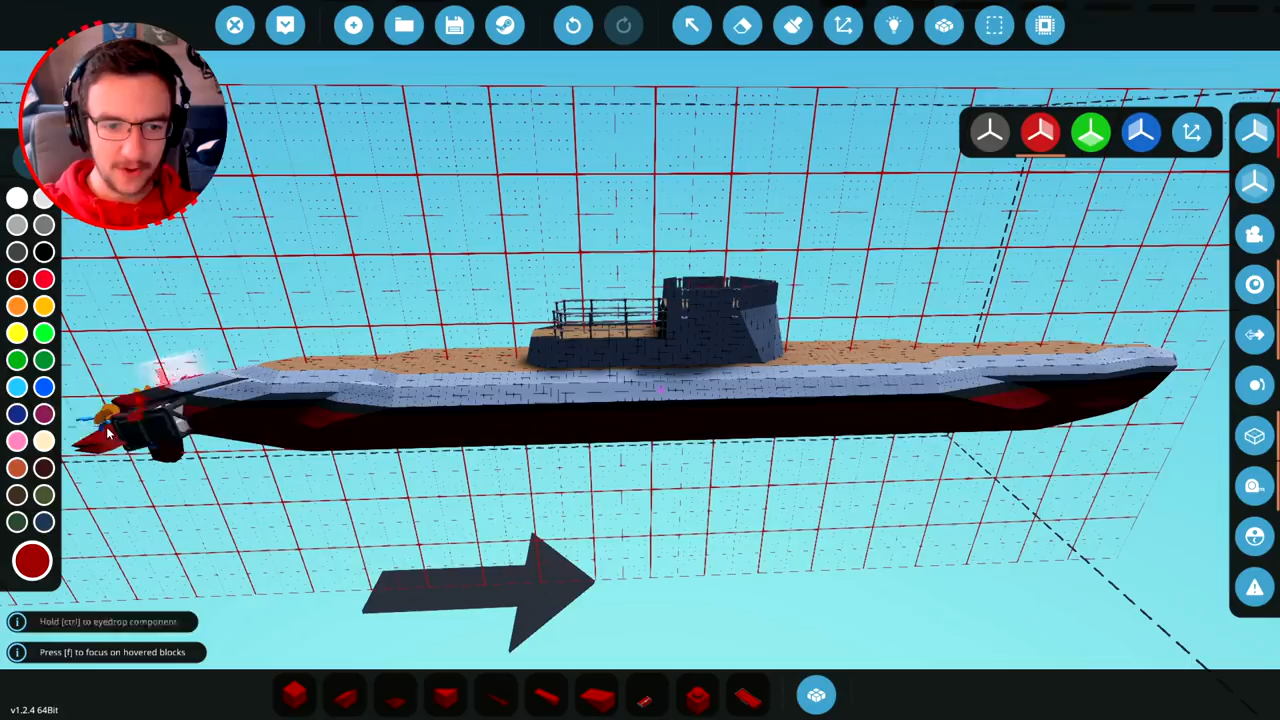 Hold [ctrl] to eyedrop component
Press [f] to focus on hovered blocks
v1.2.4 64Bit